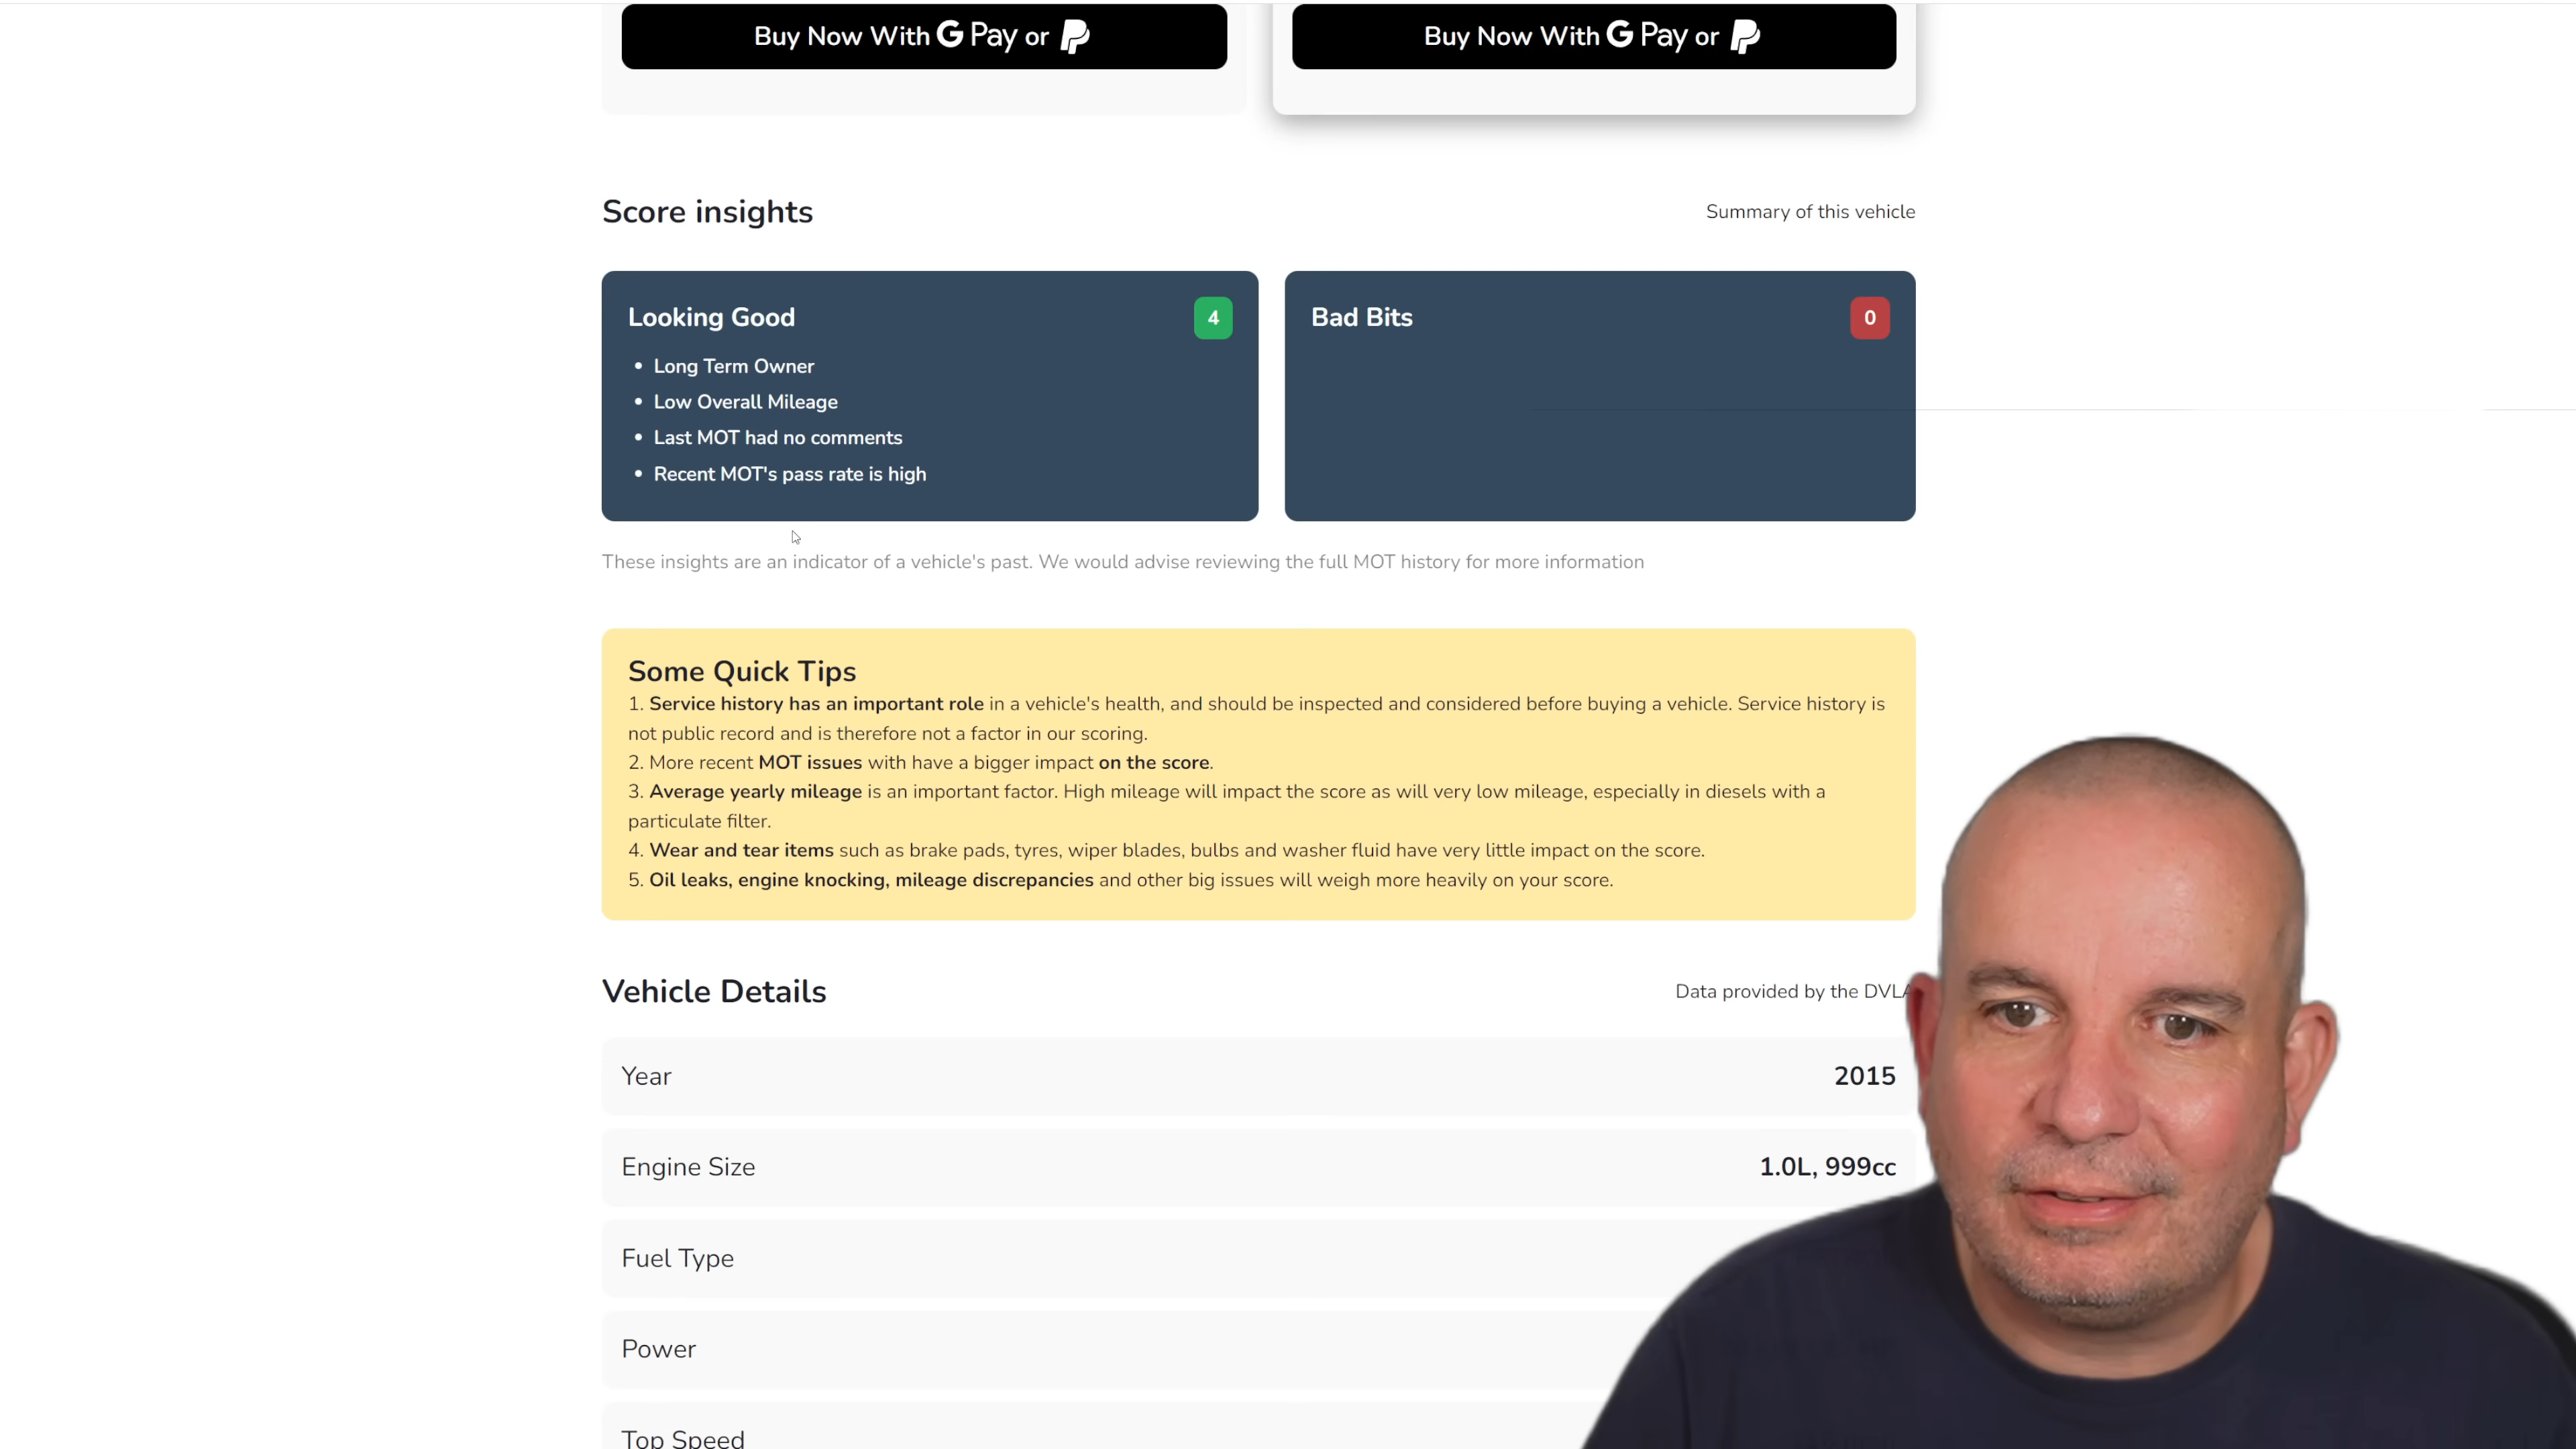 Buy Now With G Pay or
Buy Now With G Pay or
Score insights
Summary of this vehicle
Looking Good
4
Long Term Owner
Low Overall Mileage
Last MOT had no comments
Recent MOT's pass rate is high
Bad Bits
0
These insights are an indicator of a vehicle's past. We would advise reviewing the full MOT history for more information
Some Quick Tips
1. Service history has an important role in a vehicle's health, and should be inspected and considered before buying a vehicle. Service history is
not public record and is therefore not a factor in our scoring.
2. More recent MOT issues with have a bigger impact on the score.
3. Average yearly mileage is an important factor. High mileage will impact the score as will very low mileage, especially in diesels with a
particulate filter.
4. Wear and tear items such as brake pads, tyres, wiper blades, bulbs and washer fluid have very little impact on the score.
5. Oil leaks, engine knocking, mileage discrepancies and other big issues will weigh more heavily on your score.
Vehicle Details
Data provided by the DVLA
Year
2015
Engine Size
1.0L, 999cc
Fuel Type
Power
Top Speed